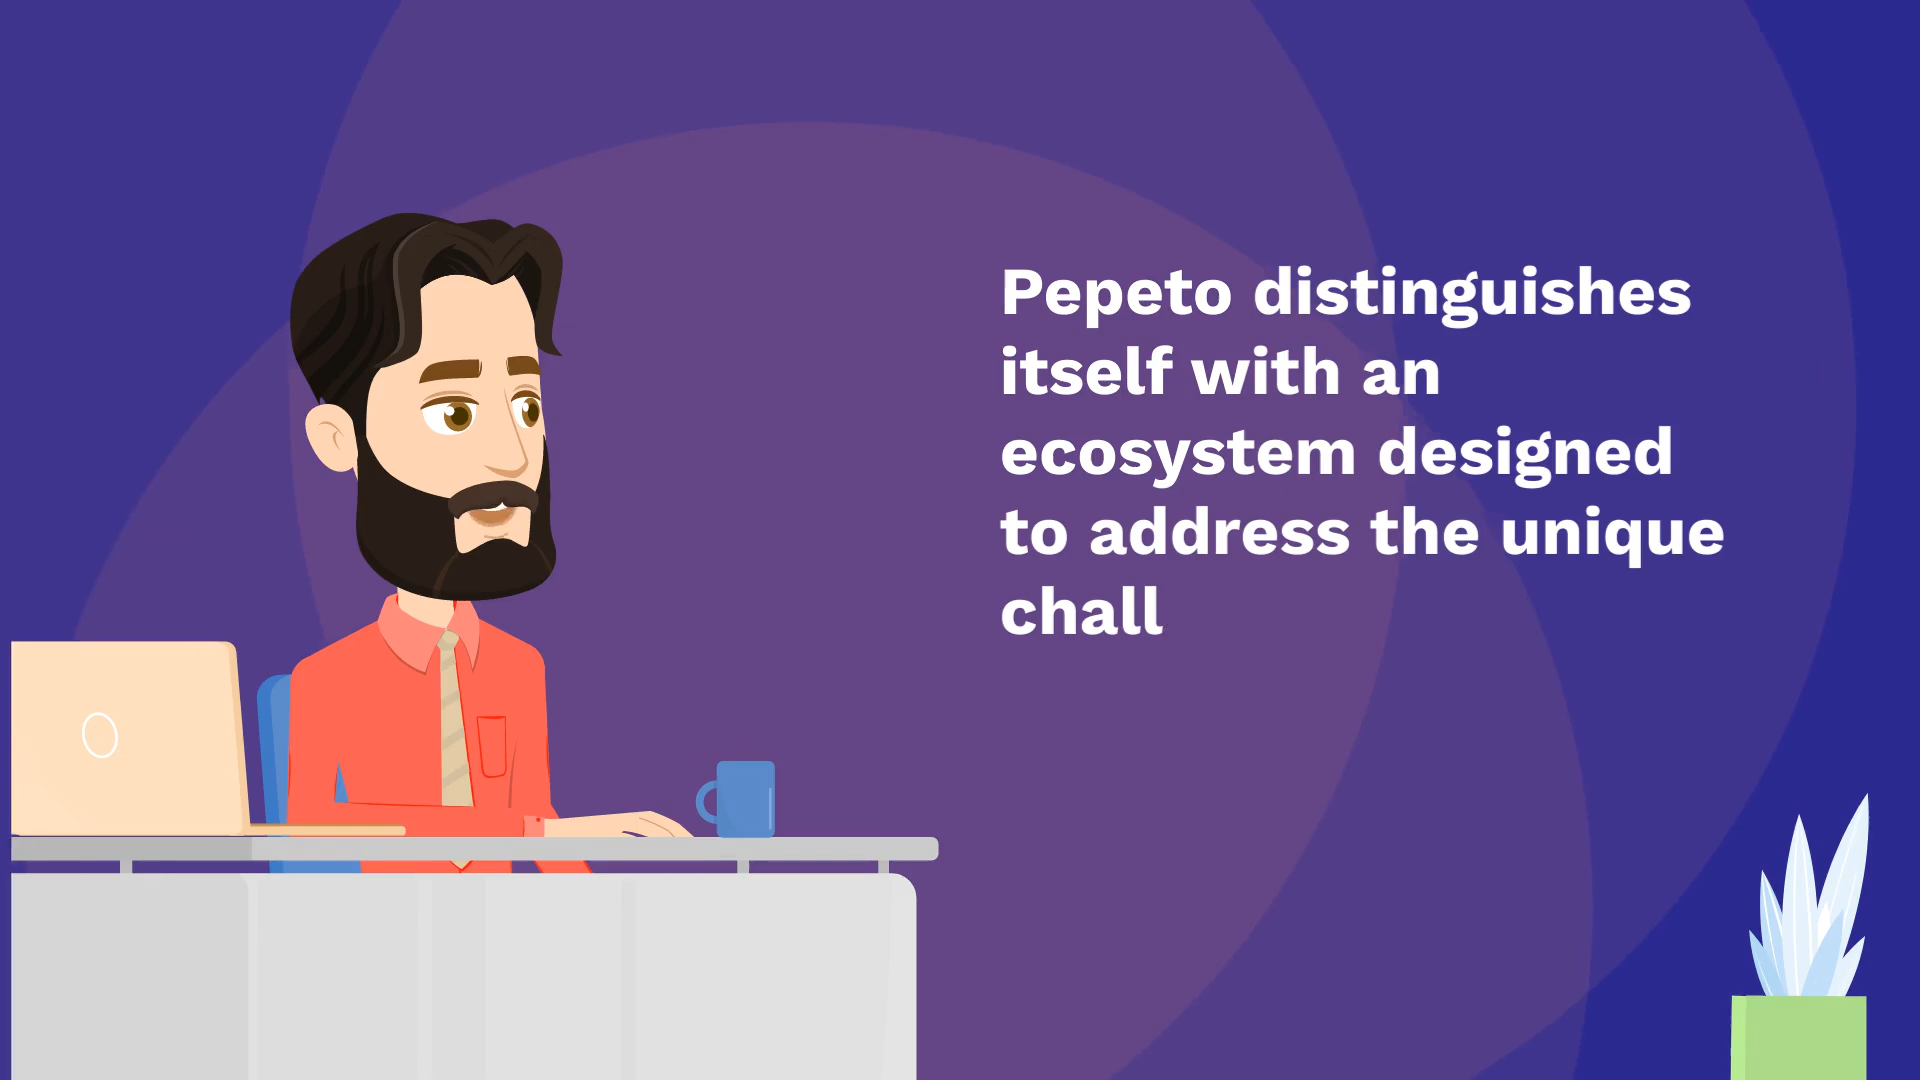 Pepeto distinguishes
itself with an
ecosystem designed
to address the unique
chall